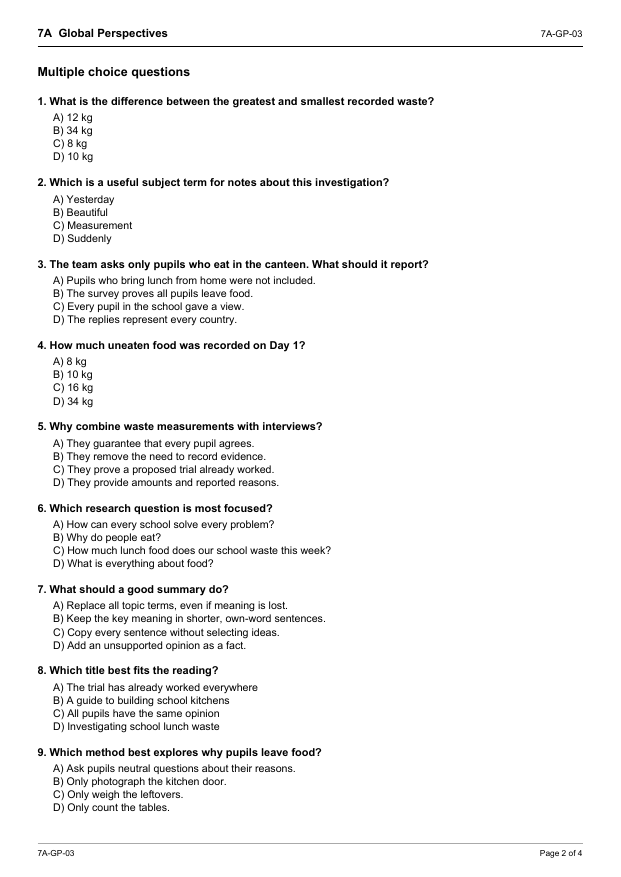 7A Global Perspectives
7A-GP-03
Multiple choice questions
1. What is the difference between the greatest and smallest recorded waste?
A) 12 kg
B) 34 kg
C) 8 kg
D) 10 kg
2. Which is a useful subject term for notes about this investigation?
A) Yesterday
B) Beautiful
C) Measurement
D) Suddenly
3. The team asks only pupils who eat in the canteen. What should it report?
A) Pupils who bring lunch from home were not included.
B) The survey proves all pupils leave food.
C) Every pupil in the school gave a view.
D) The replies represent every country.
4. How much uneaten food was recorded on Day 1?
A) 8 kg
B) 10 kg
C) 16 kg
D) 34 kg
5. Why combine waste measurements with interviews?
A) They guarantee that every pupil agrees.
B) They remove the need to record evidence.
C) They prove a proposed trial already worked.
D) They provide amounts and reported reasons.
6. Which research question is most focused?
A) How can every school solve every problem?
B) Why do people eat?
C) How much lunch food does our school waste this week?
D) What is everything about food?
7. What should a good summary do?
A) Replace all topic terms, even if meaning is lost.
B) Keep the key meaning in shorter, own-word sentences.
C) Copy every sentence without selecting ideas.
D) Add an unsupported opinion as a fact.
8. Which title best fits the reading?
A) The trial has already worked everywhere
B) A guide to building school kitchens
C) All pupils have the same opinion
D) Investigating school lunch waste
9. Which method best explores why pupils leave food?
A) Ask pupils neutral questions about their reasons.
B) Only photograph the kitchen door.
C) Only weigh the leftovers.
D) Only count the tables.
7A-GP-03
Page 2 of 4